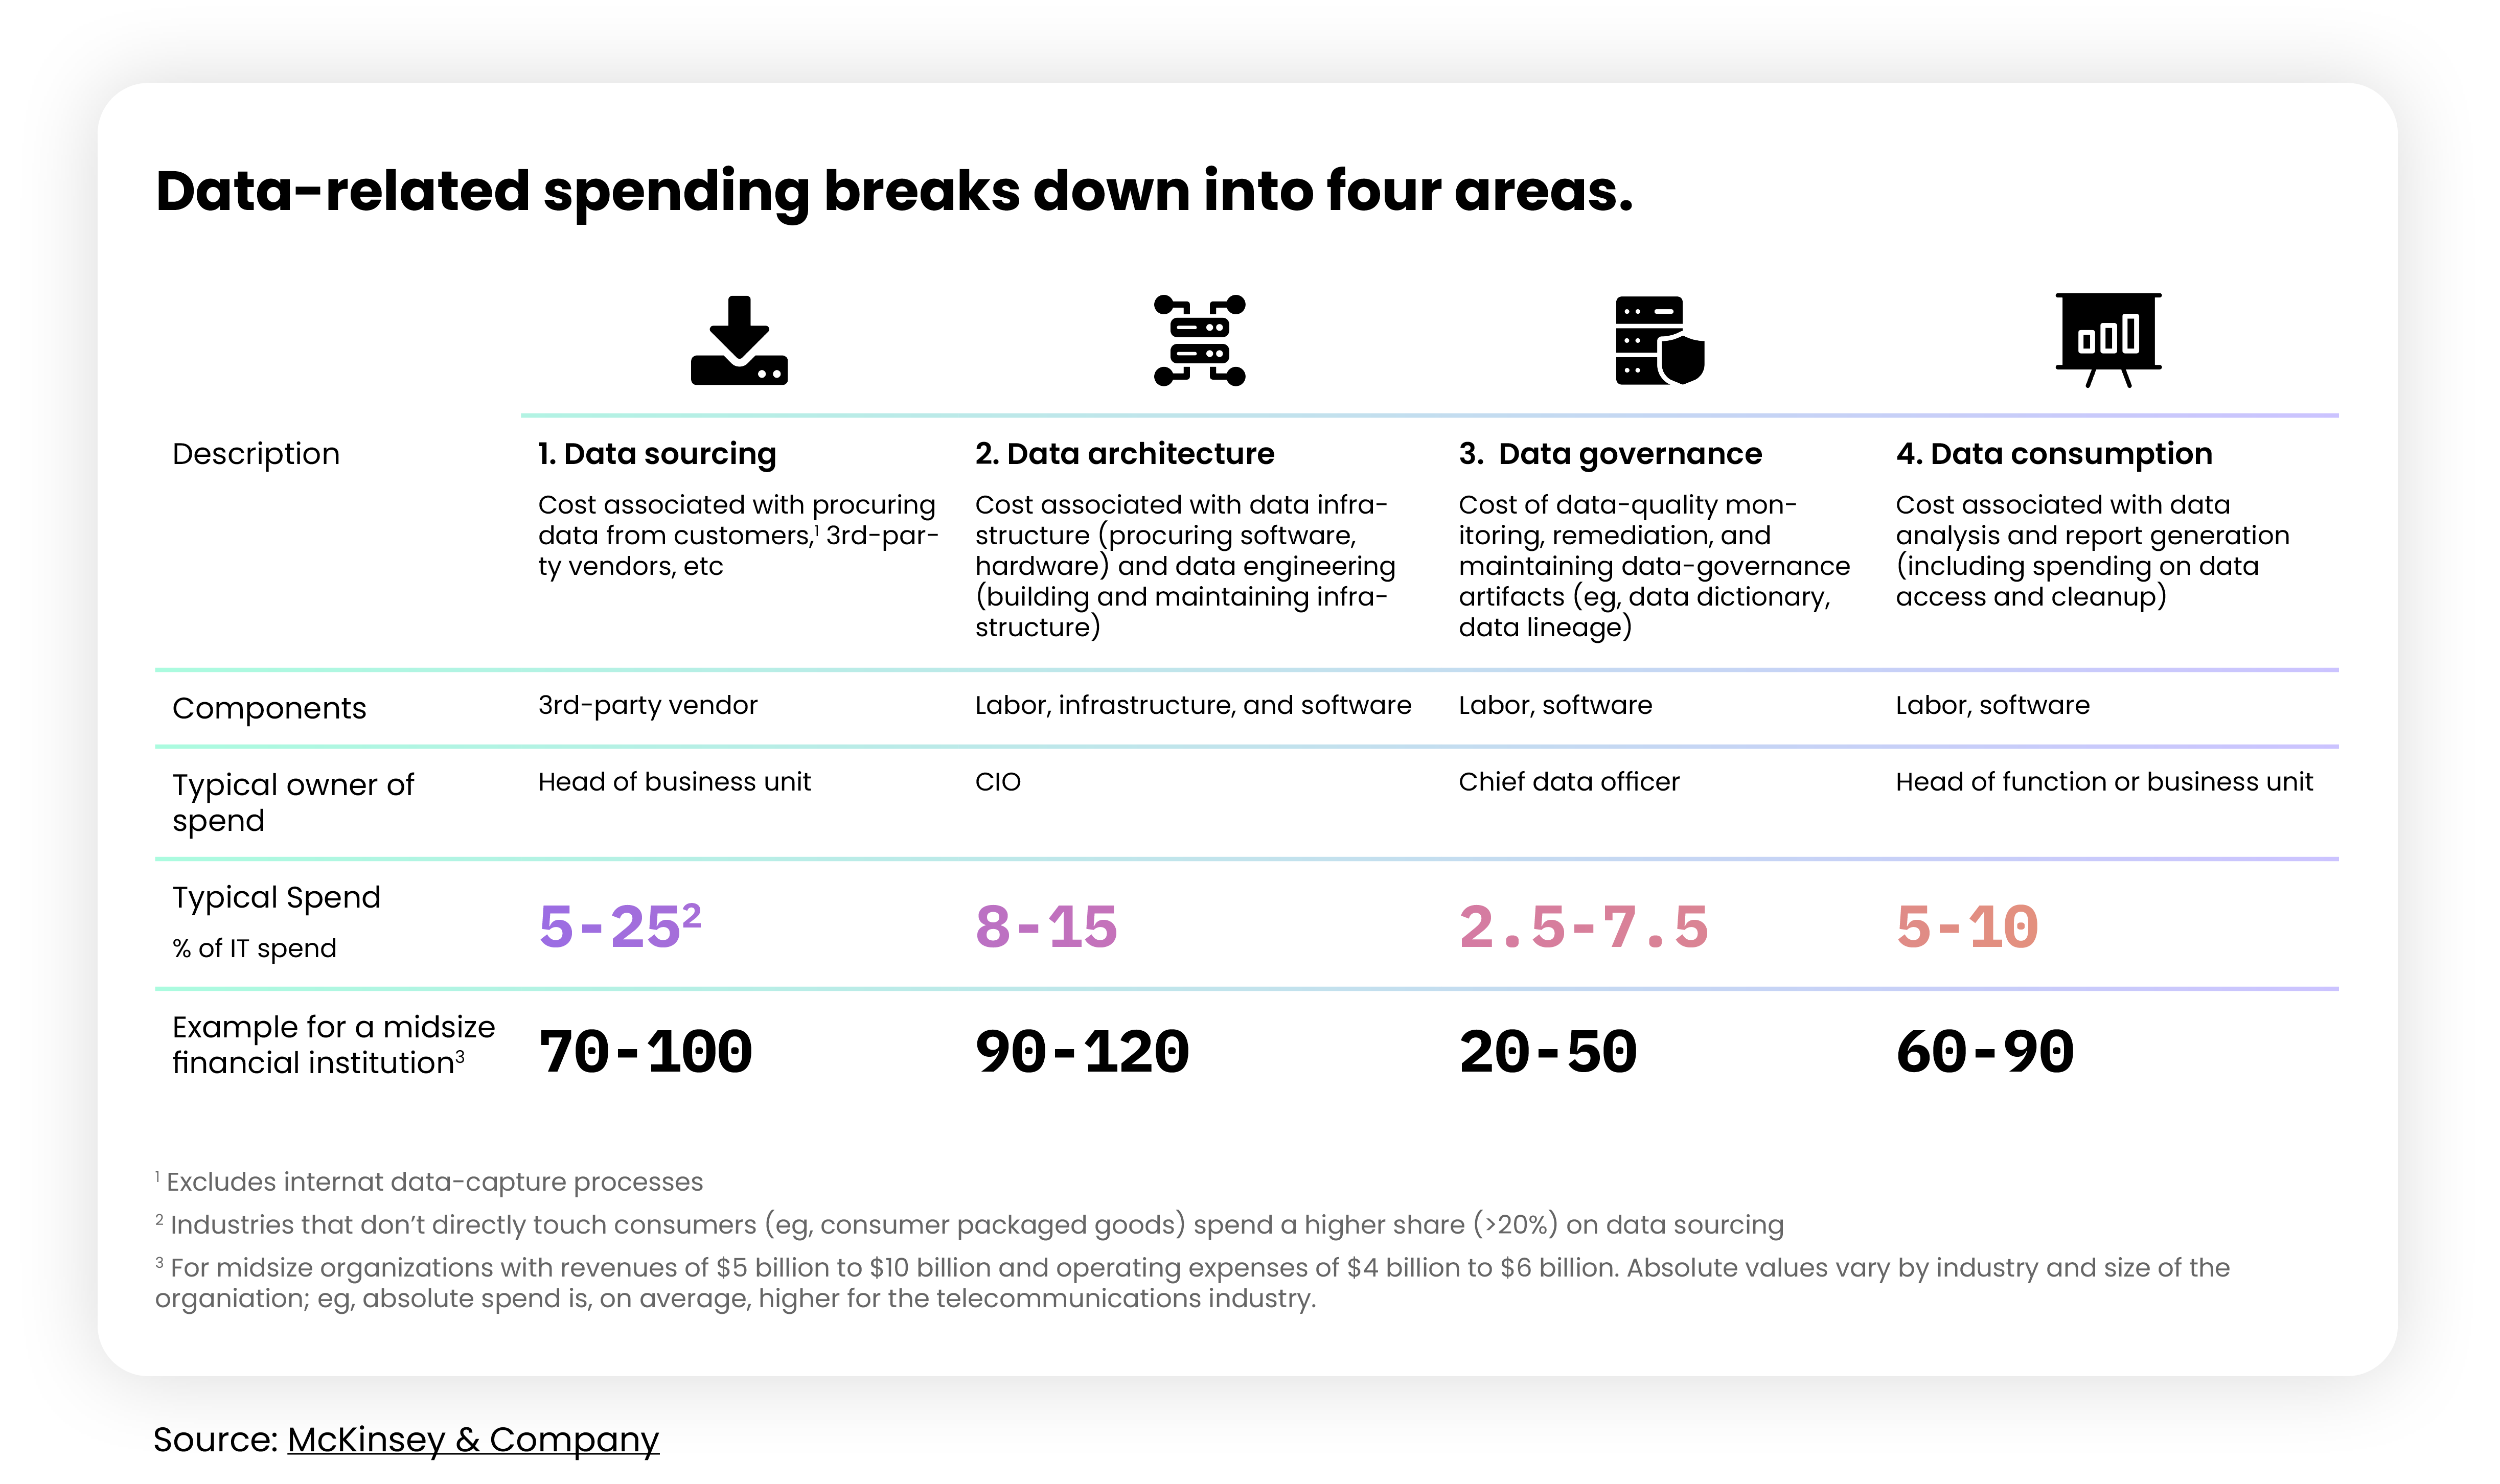 Data-related spending breaks down into four areas.
Description
1. Data sourcing
Cost associated with procuring
data from customers,¹ 3rd-par-
ty vendors, etc
2. Data architecture
Cost associated with data infra-
structure (procuring software,
hardware) and data engineering
(building and maintaining infra-
structure)
3. Data governance
Cost of data-quality mon-
itoring, remediation, and
maintaining data-governance
artifacts (eg, data dictionary,
data lineage)
4. Data consumption
Cost associated with data
analysis and report generation
(including spending on data
access and cleanup)
Components
3rd-party vendor
Labor, infrastructure, and software
Labor, software
Labor, software
Typical owner of
spend
Head of business unit
CIO
Chief data officer
Head of function or business unit
Typical Spend
% of IT spend
5-25²
8-15
2.5-7.5
5-10
Example for a midsize
financial institution³
70-100
90-120
20-50
60-90
¹ Excludes internat data-capture processes
² Industries that don’t directly touch consumers (eg, consumer packaged goods) spend a higher share (>20%) on data sourcing
³ For midsize organizations with revenues of $5 billion to $10 billion and operating expenses of $4 billion to $6 billion. Absolute values vary by industry and size of the
organiation; eg, absolute spend is, on average, higher for the telecommunications industry.
Source: McKinsey & Company